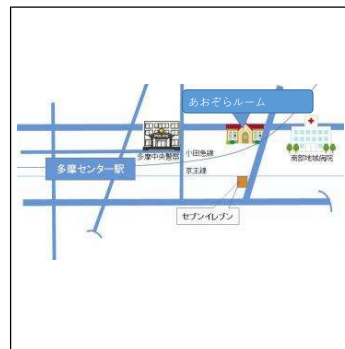 あおぞらルーム
多摩中央警察
小田急線
南部地域病院
多摩センター駅
京王線
セブンイレブン